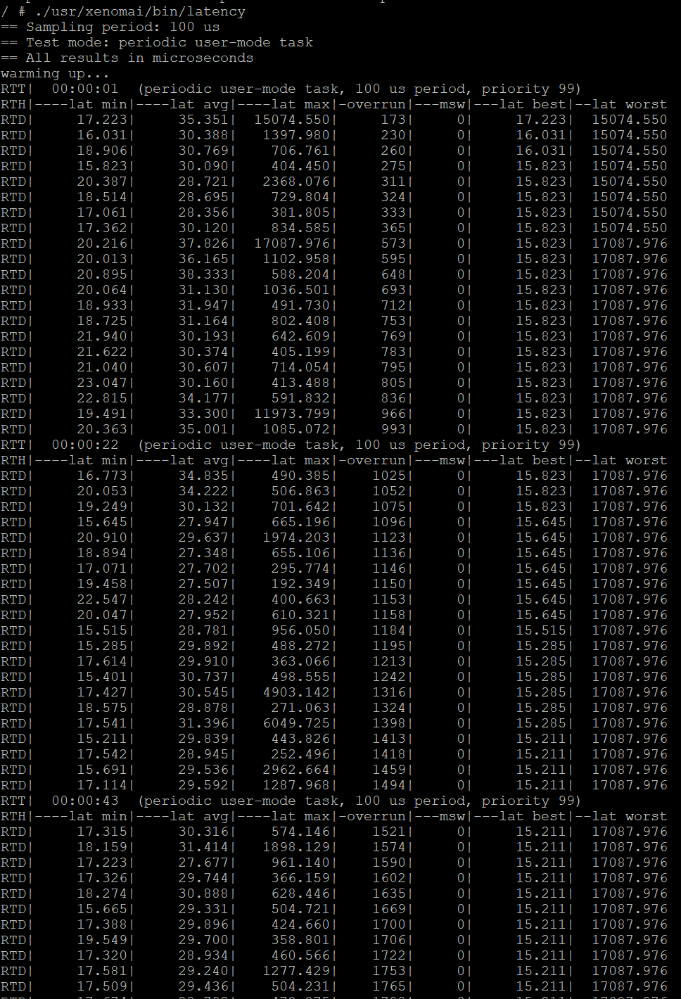 / # ./usr/xenomai/bin/latency
== Sampling period: 100 us
== Test mode: periodic user-mode task
== All results in microseconds
warming up...
RTT|  00:00:01  (periodic user-mode task, 100 us period, priority 99)
RTH|----lat min|----lat avg|----lat max|-overrun|---msw|---lat best|--lat worst
RTD|     17.223|     35.351|  15074.550|     173|     0|     17.223|  15074.550
RTD|     16.031|     30.388|   1397.980|     230|     0|     16.031|  15074.550
RTD|     18.906|     30.769|    706.761|     260|     0|     16.031|  15074.550
RTD|     15.823|     30.090|    404.450|     275|     0|     15.823|  15074.550
RTD|     20.387|     28.721|   2368.076|     311|     0|     15.823|  15074.550
RTD|     18.514|     28.695|    729.804|     324|     0|     15.823|  15074.550
RTD|     17.061|     28.356|    381.805|     333|     0|     15.823|  15074.550
RTD|     17.362|     30.120|    834.585|     365|     0|     15.823|  15074.550
RTD|     20.216|     37.826|  17087.976|     573|     0|     15.823|  17087.976
RTD|     20.013|     36.165|   1102.958|     595|     0|     15.823|  17087.976
RTD|     20.895|     38.333|    588.204|     648|     0|     15.823|  17087.976
RTD|     20.064|     31.130|   1036.501|     693|     0|     15.823|  17087.976
RTD|     18.933|     31.947|    491.730|     712|     0|     15.823|  17087.976
RTD|     18.725|     31.164|    802.408|     753|     0|     15.823|  17087.976
RTD|     21.940|     30.193|    642.609|     769|     0|     15.823|  17087.976
RTD|     21.622|     30.374|    405.199|     783|     0|     15.823|  17087.976
RTD|     21.040|     30.607|    714.054|     795|     0|     15.823|  17087.976
RTD|     23.047|     30.160|    413.488|     805|     0|     15.823|  17087.976
RTD|     22.815|     34.177|    591.832|     836|     0|     15.823|  17087.976
RTD|     19.491|     33.300|  11973.799|     966|     0|     15.823|  17087.976
RTD|     20.363|     35.001|   1085.072|     993|     0|     15.823|  17087.976
RTT|  00:00:22  (periodic user-mode task, 100 us period, priority 99)
RTH|----lat min|----lat avg|----lat max|-overrun|---msw|---lat best|--lat worst
RTD|     16.773|     34.835|    490.385|    1025|     0|     15.823|  17087.976
RTD|     20.053|     34.222|    506.863|    1052|     0|     15.823|  17087.976
RTD|     19.249|     30.132|    701.642|    1075|     0|     15.823|  17087.976
RTD|     15.645|     27.947|    665.196|    1096|     0|     15.645|  17087.976
RTD|     20.910|     29.637|   1974.203|    1123|     0|     15.645|  17087.976
RTD|     18.894|     27.348|    655.106|    1136|     0|     15.645|  17087.976
RTD|     17.071|     27.702|    295.774|    1146|     0|     15.645|  17087.976
RTD|     19.458|     27.507|    192.349|    1150|     0|     15.645|  17087.976
RTD|     22.547|     28.242|    400.663|    1153|     0|     15.645|  17087.976
RTD|     20.047|     27.952|    610.321|    1158|     0|     15.645|  17087.976
RTD|     15.515|     28.781|    956.050|    1184|     0|     15.515|  17087.976
RTD|     15.285|     29.892|    488.272|    1195|     0|     15.285|  17087.976
RTD|     17.614|     29.910|    363.066|    1213|     0|     15.285|  17087.976
RTD|     15.401|     30.737|    498.555|    1242|     0|     15.285|  17087.976
RTD|     17.427|     30.545|   4903.142|    1316|     0|     15.285|  17087.976
RTD|     18.575|     28.878|    271.063|    1324|     0|     15.285|  17087.976
RTD|     17.541|     31.396|   6049.725|    1398|     0|     15.285|  17087.976
RTD|     15.211|     29.839|    443.826|    1413|     0|     15.211|  17087.976
RTD|     17.542|     28.945|    252.496|    1418|     0|     15.211|  17087.976
RTD|     15.691|     29.536|   2962.664|    1459|     0|     15.211|  17087.976
RTD|     17.114|     29.592|   1287.968|    1494|     0|     15.211|  17087.976
RTT|  00:00:43  (periodic user-mode task, 100 us period, priority 99)
RTH|----lat min|----lat avg|----lat max|-overrun|---msw|---lat best|--lat worst
RTD|     17.315|     30.316|    574.146|    1521|     0|     15.211|  17087.976
RTD|     18.159|     31.414|   1898.129|    1574|     0|     15.211|  17087.976
RTD|     17.223|     27.677|    961.140|    1590|     0|     15.211|  17087.976
RTD|     17.326|     29.744|    366.159|    1602|     0|     15.211|  17087.976
RTD|     18.274|     30.888|    628.446|    1635|     0|     15.211|  17087.976
RTD|     15.665|     29.331|    504.721|    1669|     0|     15.211|  17087.976
RTD|     17.388|     29.896|    424.660|    1700|     0|     15.211|  17087.976
RTD|     19.549|     29.700|    358.801|    1706|     0|     15.211|  17087.976
RTD|     17.320|     28.934|    460.566|    1722|     0|     15.211|  17087.976
RTD|     17.581|     29.240|   1277.429|    1753|     0|     15.211|  17087.976
RTD|     17.509|     29.436|    504.231|    1765|     0|     15.211|  17087.976